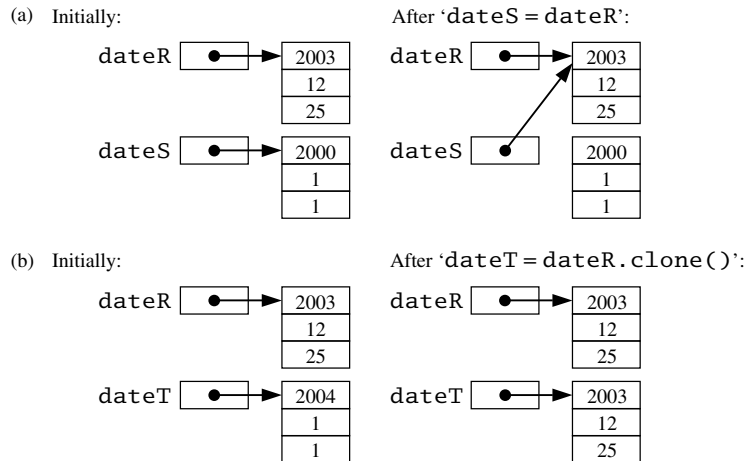 (a) Initially:
After ‘dateS = dateR’:
dateR
2003
12
25
dateR
2003
12
25
dateS
2000
1
1
dateS
2000
1
1
(b) Initially:
After ‘dateT = dateR.clone()’:
dateR
2003
12
25
dateR
2003
12
25
dateT
2004
1
1
dateT
2003
12
25